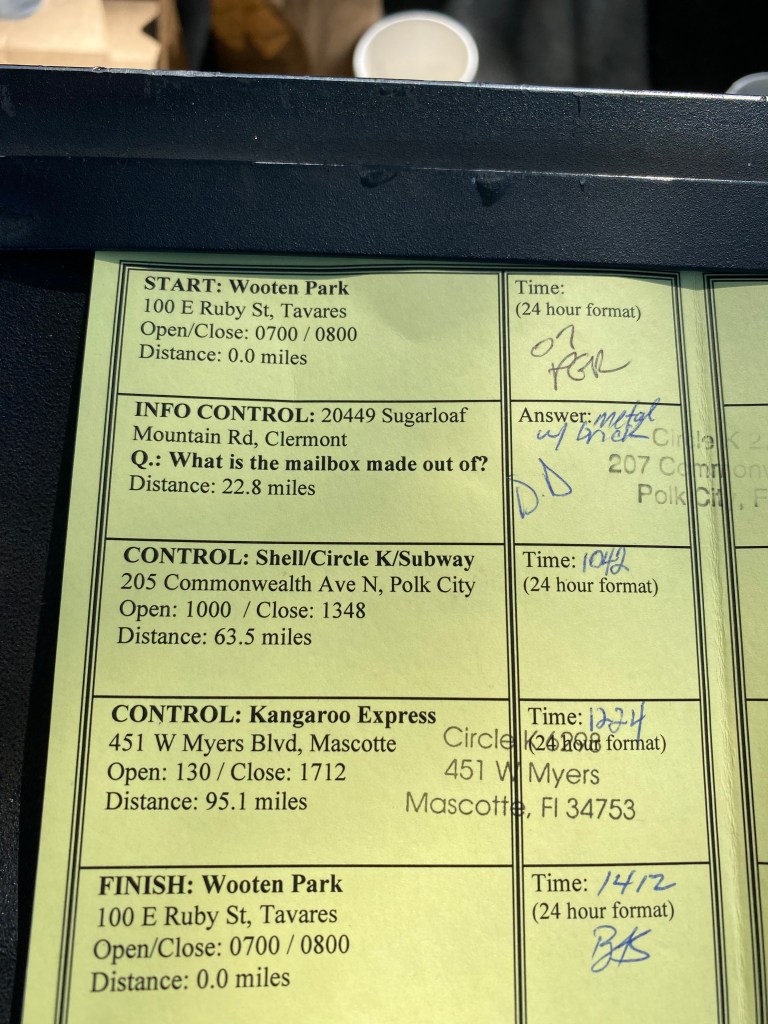 START: Wooten Park
100 E Ruby St, Tavares
Open/Close: 0700 / 0800
Distance: 0.0 miles
Time:
(24 hour format)
07
INFO CONTROL: 20449 Sugarloaf
Mountain Rd, Clermont
Q.: What is the mailbox made out of?
Distance: 22.8 miles
Answer: metal
w/ brick
D.D
Circle K 2
207 Common
Polk City, F
CONTROL: Shell/Circle K/Subway
205 Commonwealth Ave N, Polk City
Open: 1000 / Close: 1348
Distance: 63.5 miles
Time: 1042
(24 hour format)
CONTROL: Kangaroo Express
451 W Myers Blvd, Mascotte
Open: 130 / Close: 1712
Distance: 95.1 miles
Time: 1224
(24 hour format)
Circle K
451 W Myers
Mascotte, Fl 34753
FINISH: Wooten Park
100 E Ruby St, Tavares
Open/Close: 0700 / 0800
Distance: 0.0 miles
Time: 1412
(24 hour format)